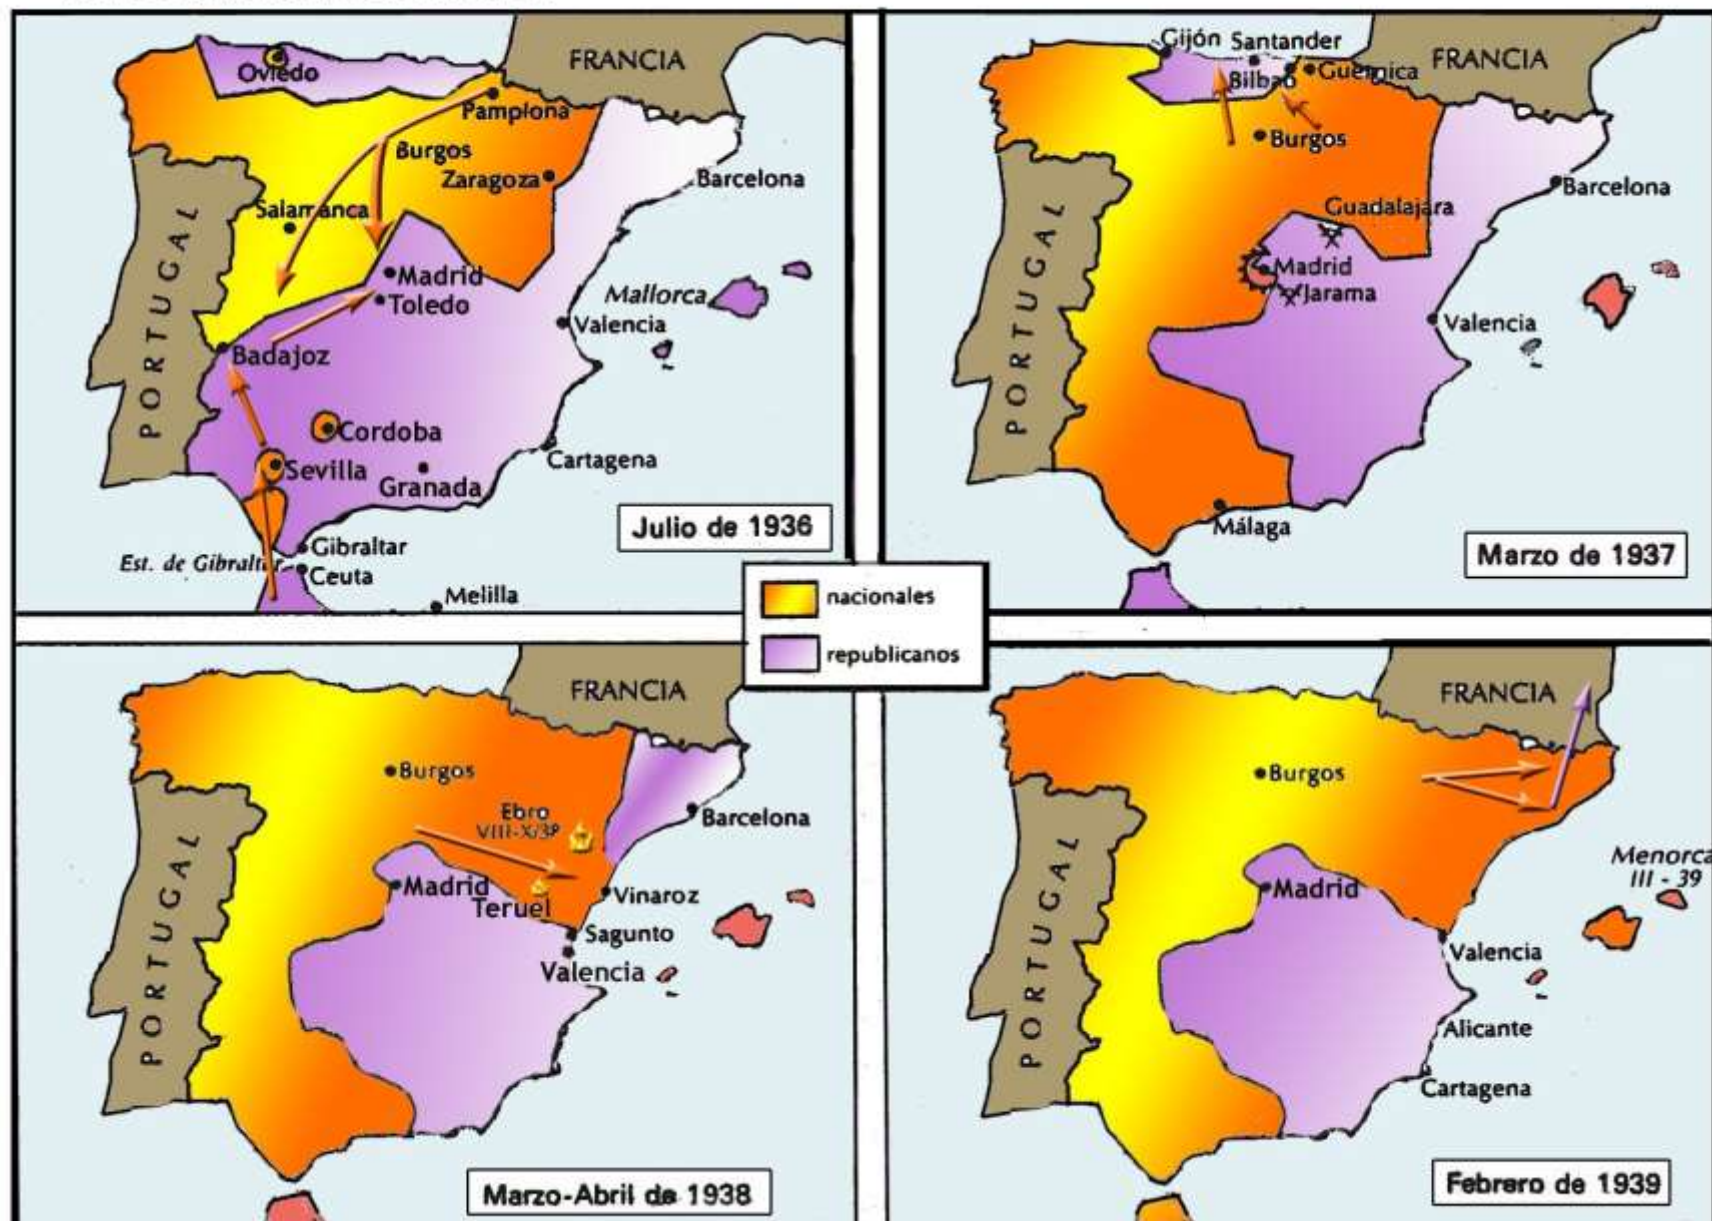 FRANCIA
Oviedo
Pamplona
Burgos
Zaragoza
Barcelona
Salamanca
PORTUGAL
Madrid
Toledo
Mallorca
Valencia
Badajoz
Cordoba
Sevilla
Granada
Cartagena
Julio de 1936
Est. de Gibraltar
Gibraltar
Ceuta
Melilla
Gijón
Santander
FRANCIA
Bilbao
Guernica
Burgos
Barcelona
Guadalajara
PORTUGAL
Madrid
Jarama
Valencia
Málaga
Marzo de 1937
nacionales
republicanos
FRANCIA
Burgos
Ebro
VIII-X/38
Barcelona
PORTUGAL
Madrid
Teruel
Vinaroz
Sagunto
Valencia
Marzo-Abril de 1938
FRANCIA
Burgos
Menorca
III - 39
PORTUGAL
Madrid
Valencia
Alicante
Cartagena
Febrero de 1939